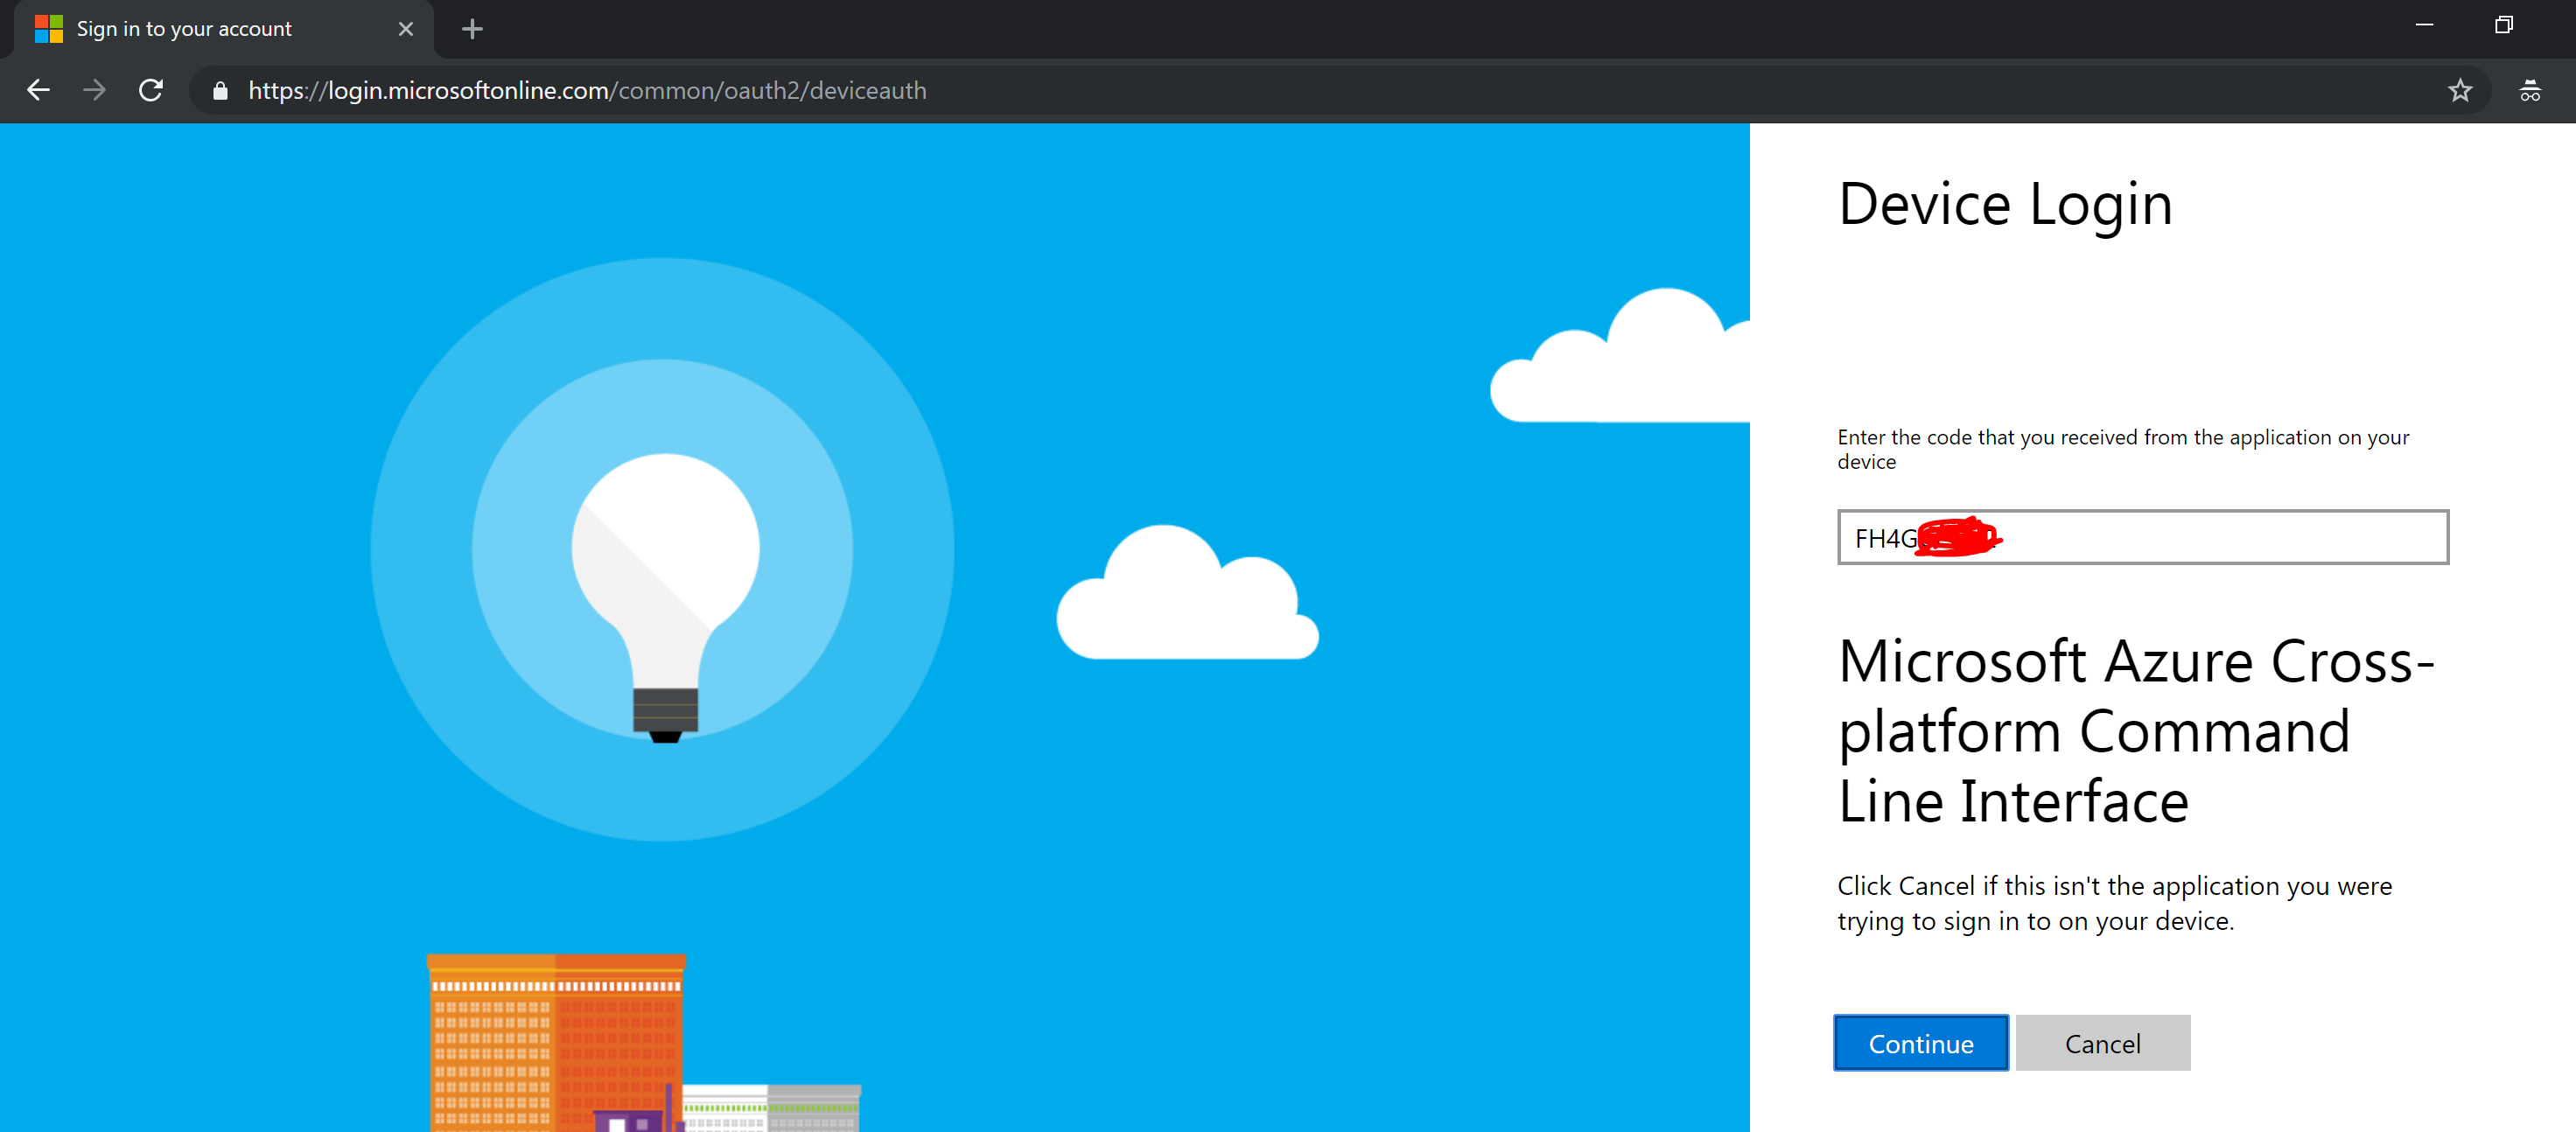 Sign in to your account
https://login.microsoftonline.com/common/oauth2/deviceauth
Device Login
Enter the code that you received from the application on your
device
FH4G
Microsoft Azure Cross-
platform Command
Line Interface
Click Cancel if this isn't the application you were
trying to sign in to on your device.
Continue
Cancel